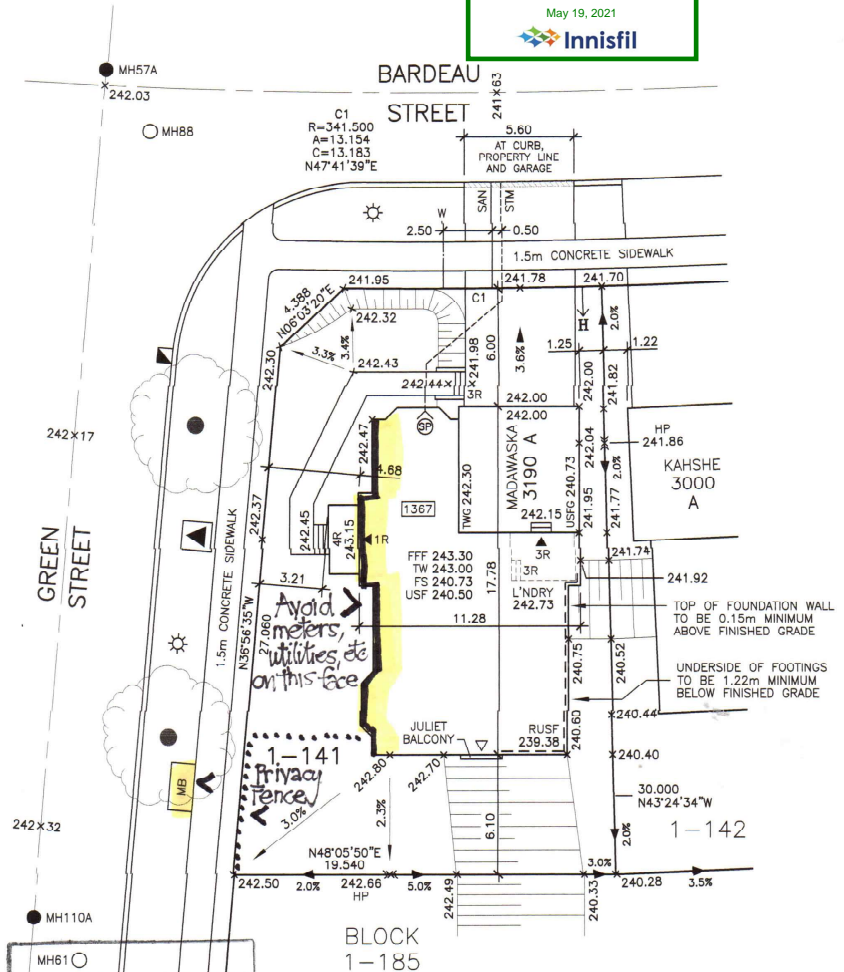 May 19, 2021
Innisfil
MH57A
242.03
BARDEAU
STREET
241×63
MH88
C1
R=341.500
A=13.154
C=13.183
N47°41'39"E
5.60
AT CURB,
PROPERTY LINE
AND GARAGE
SAN
STM
W
2.50
0.50
1.5m CONCRETE SIDEWALK
241.95
241.78
241.70
4.388
N06°03'20"E
C1
H
2.0%
242.32
3.4%
3.3%
242.30
242.43
241.98
6.00
3.6%
1.25
1.22
242.44
3R
242.00
241.82
242.00
242.00
SP
242.47
HP
241.86
242×17
4.68
TWG 242.30
MADAWASKA
3190 A
USFG 240.73
242.04
2.0%
KAHSHE
3000
A
1367
241.95
241.77
242.37
242.45
4R
243.15
1R
242.15
3R
3R
241.74
GREEN
STREET
1.5m CONCRETE SIDEWALK
FFF 243.30
TW 243.00
FS 240.73
USF 240.50
17.78
L'NDRY
242.73
241.92
3.21
11.28
TOP OF FOUNDATION WALL
TO BE 0.15m MINIMUM
ABOVE FINISHED GRADE
N36°56'35"W
27.060
Avoid
meters,
utilities, etc
on this face
240.75
240.52
UNDERSIDE OF FOOTINGS
TO BE 1.22m MINIMUM
BELOW FINISHED GRADE
240.44
JULIET
BALCONY
RUSF
239.38
240.60
240.40
1-141
Privacy
Fence
MB
242.80
242.70
3.0%
2.3%
30.000
N43°24'34"W
242×32
6.10
2.0%
1-142
N48°05'50"E
19.540
3.0%
242.50
2.0%
242.66
HP
5.0%
242.49
240.33
240.28
3.5%
MH110A
BLOCK
1-185
MH61